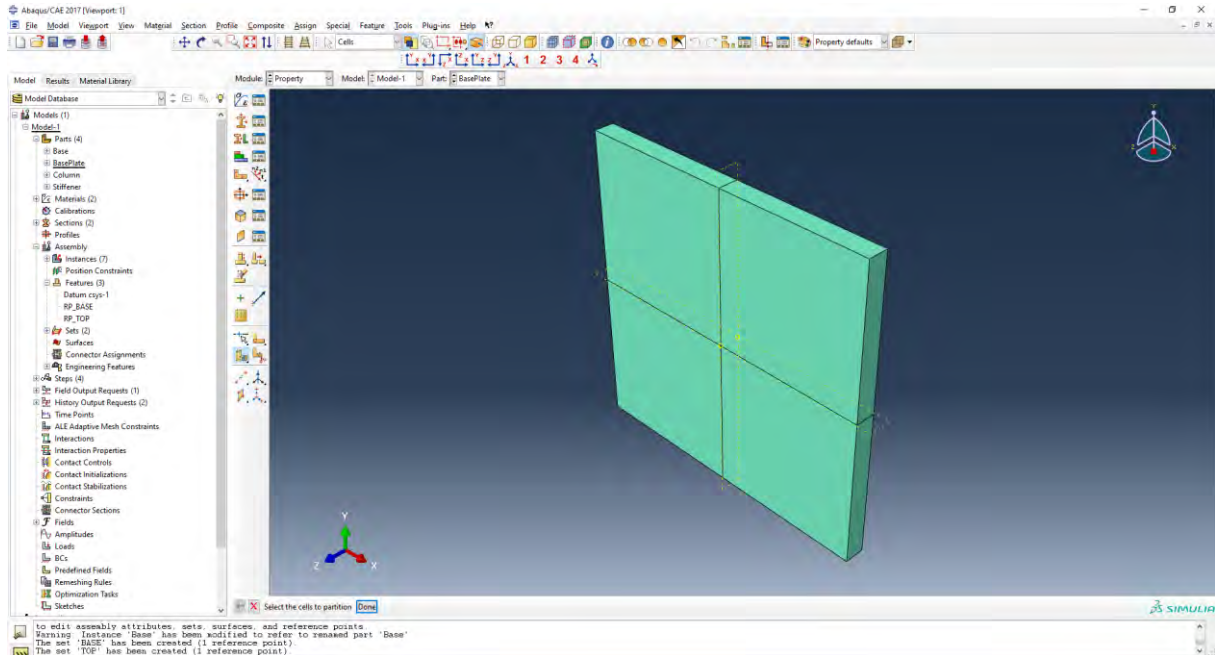 Abaqus/CAE 2017 [Viewport: 1]
File Model Viewport View Material Section Profile Composite Assign Special Feature Tools Plug-ins Help
Cells
Property defaults
1 2 3 4
Model Results Material Library
Module: Property Model: Model-1 Part: BasePlate
Model Database
Models (1)
Model-1
Parts (4)
Base
BasePlate
Column
Stiffener
Materials (2)
Calibrations
Sections (2)
Profiles
Assembly
Instances (7)
Position Constraints
Features (3)
Datum csys-1
RP_BASE
RP_TOP
Sets (2)
Surfaces
Connector Assignments
Engineering Features
Steps (4)
Field Output Requests (1)
History Output Requests (2)
Time Points
ALE Adaptive Mesh Constraints
Interactions
Interaction Properties
Contact Controls
Contact Initializations
Contact Stabilizations
Constraints
Connector Sections
Fields
Amplitudes
Loads
BCs
Predefined Fields
Remeshing Rules
Optimization Tasks
Sketches
Y
Z
X
Select the cells to partition Done
SIMULIA
to edit assembly attributes, sets, surfaces, and reference points
Warning: Instance 'Base' has been modified to refer to renamed part 'Base'
The set 'BASE' has been created (1 reference point).
The set 'TOP' has been created (1 reference point).